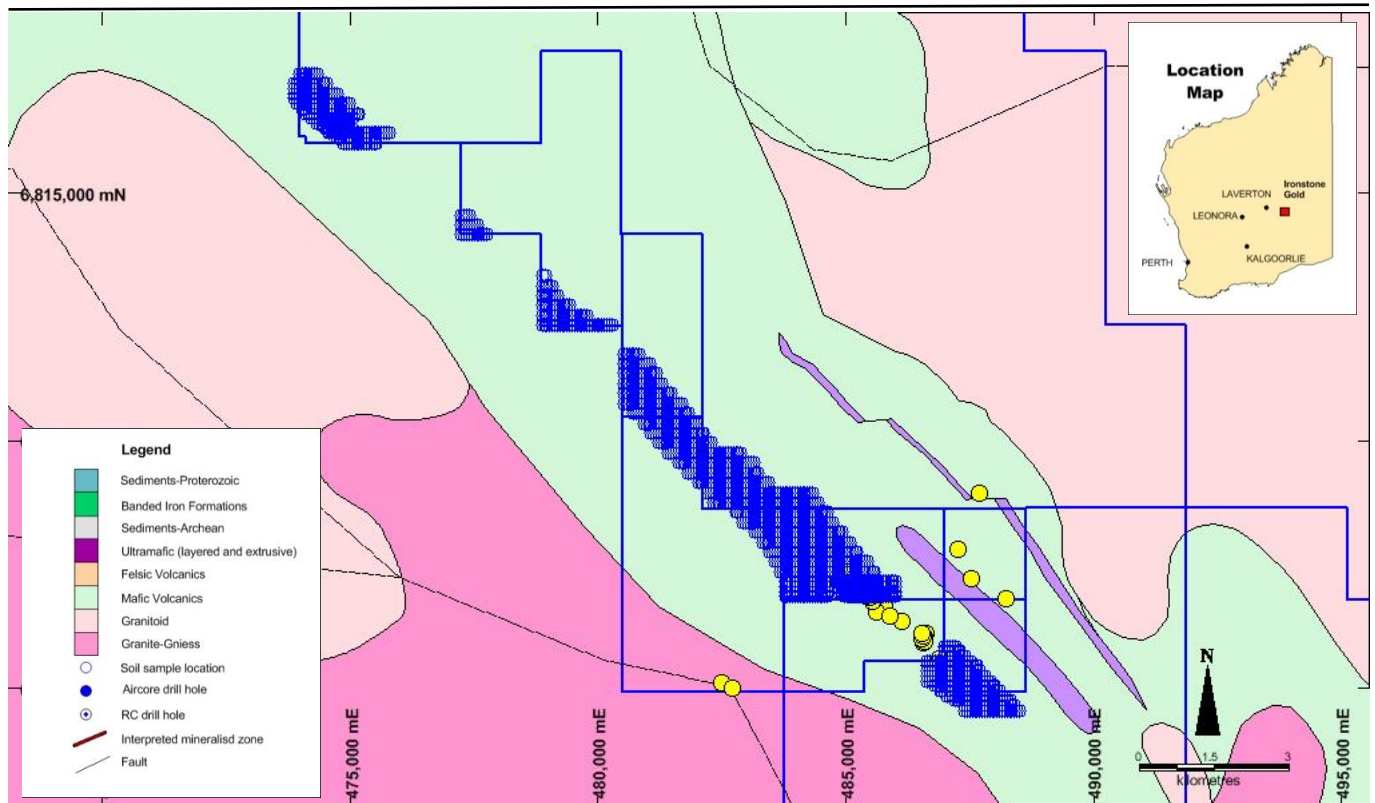 Location
Map
LAVERTON
Ironstone
Gold
LEONORA
KALGOORLIE
PERTH
6,815,000 mN
Legend
Sediments-Proterozoic
Banded Iron Formations
Sediments-Archean
Ultramafic (layered and extrusive)
Felsic Volcanics
Mafic Volcanics
Granitoid
Granite-Gniess
Soil sample location
Aircore drill hole
RC drill hole
Interpreted mineralisd zone
Fault
475,000 mE
480,000 mE
485,000 mE
490,000 mE
495,000 mE
N
0 1.5 3
kilometres